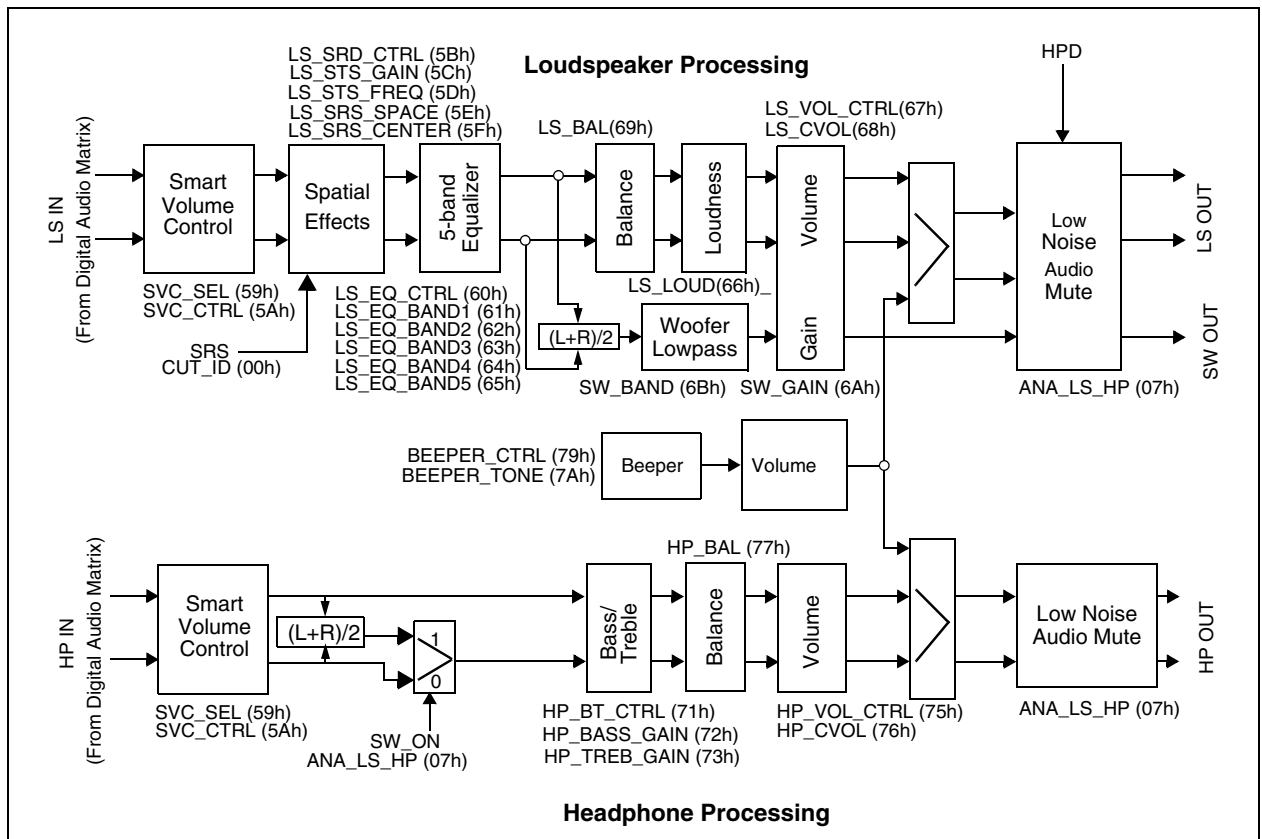 Loudspeaker Processing
HPD
LS_SRD_CTRL (5Bh)
LS_STS_GAIN (5Ch)
LS_STS_FREQ (5Dh)
LS_SRS_SPACE (5Eh)
LS_SRS_CENTER (5Fh)
LS_BAL(69h)
LS_VOL_CTRL(67h)
LS_CVOL(68h)
LS IN
(From Digital Audio Matrix)
Smart
Volume
Control
Spatial
Effects
5-band
Equalizer
Balance
Loudness
Volume
Gain
Low
Noise
Audio
Mute
LS OUT
SW OUT
SVC_SEL (59h)
SVC_CTRL (5Ah)
SRS
CUT_ID (00h)
LS_EQ_CTRL (60h)
LS_EQ_BAND1 (61h)
LS_EQ_BAND2 (62h)
LS_EQ_BAND3 (63h)
LS_EQ_BAND4 (64h)
LS_EQ_BAND5 (65h)
LS_LOUD(66h)_
(L+R)/2
Woofer
Lowpass
SW_BAND (6Bh)
SW_GAIN (6Ah)
ANA_LS_HP (07h)
BEEPER_CTRL (79h)
BEEPER_TONE (7Ah)
Beeper
Volume
HP IN
(From Digital Audio Matrix)
Smart
Volume
Control
(L+R)/2
1
0
HP_BAL (77h)
Bass/
Treble
Balance
Volume
Low Noise
Audio Mute
HP OUT
SVC_SEL (59h)
SVC_CTRL (5Ah)
SW_ON
ANA_LS_HP (07h)
HP_BT_CTRL (71h)
HP_BASS_GAIN (72h)
HP_TREB_GAIN (73h)
HP_VOL_CTRL (75h)
HP_CVOL (76h)
ANA_LS_HP (07h)
Headphone Processing